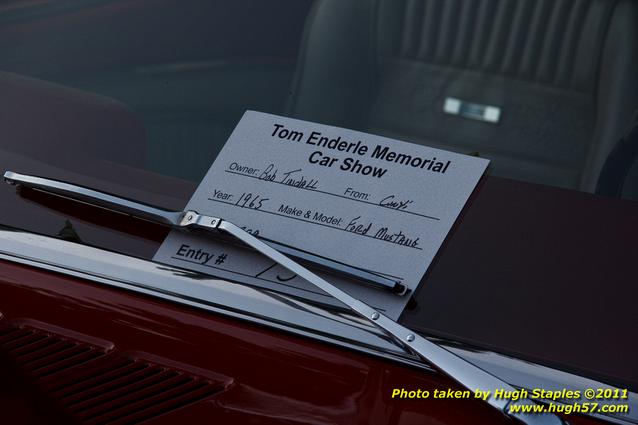 Tom Enderle Memorial
Car Show
Owner: Bob Tindall From:
Year: 1965 Make & Model: Ford Mustang
Entry #
Photo taken by Hugh Staples ©2011
www.hugh57.com